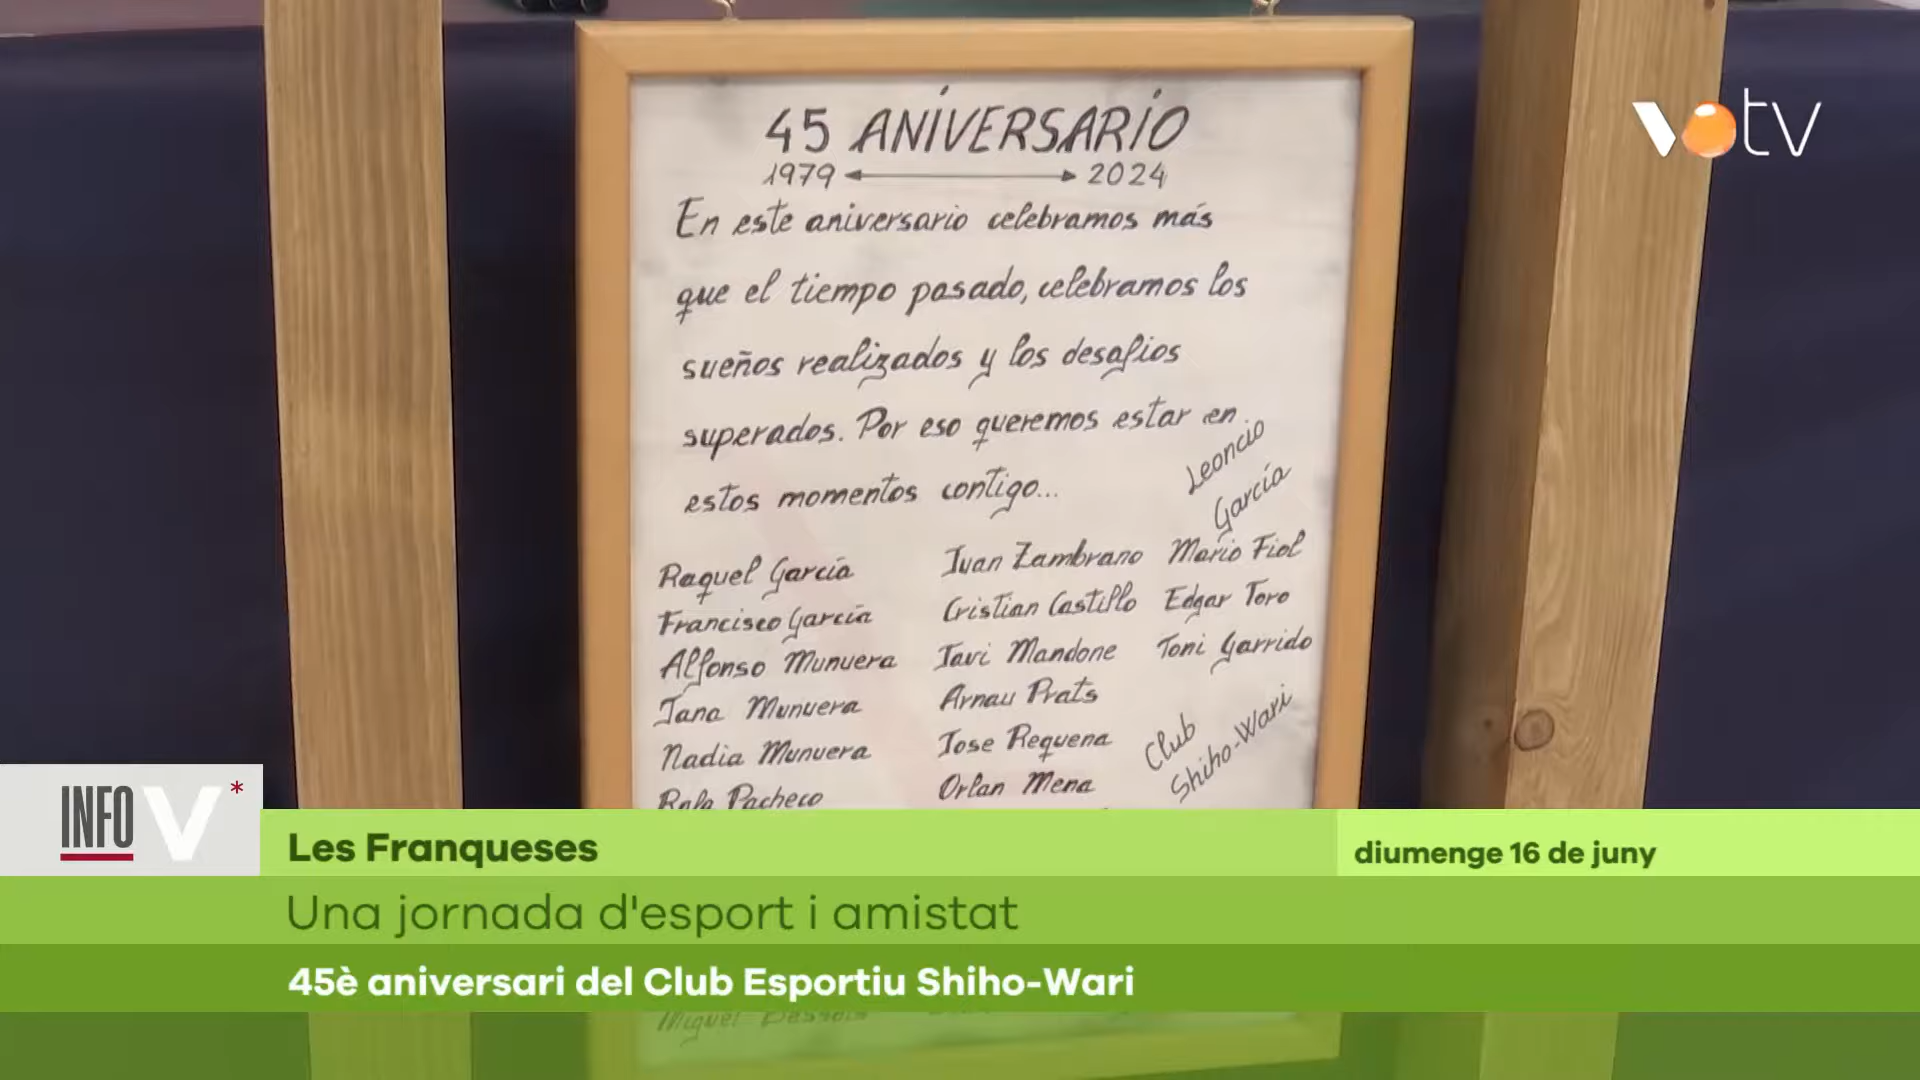 votv
45 ANIVERSARIO
1979 2024
En este aniversario celebramos más
que el tiempo pasado, celebramos los
sueños realizados y los desafios
superados. Por eso queremos estar en
estos momentos contigo...
Leoncio
García
Raquel García
Francisco García
Alfonso Munuera
Jana Munuera
Nadia Munuera
Rafa Pacheco
Juan Zambrano
Cristian Castillo
Javi Mandone
Arnau Prats
Jose Requena
Orlan Mena
Mario Fiol
Edgar Toro
Toni Garrido
Club
Shiho-Wari
INFO V*
Les Franqueses
diumenge 16 de juny
Una jornada d'esport i amistat
45è aniversari del Club Esportiu Shiho-Wari
Miguel